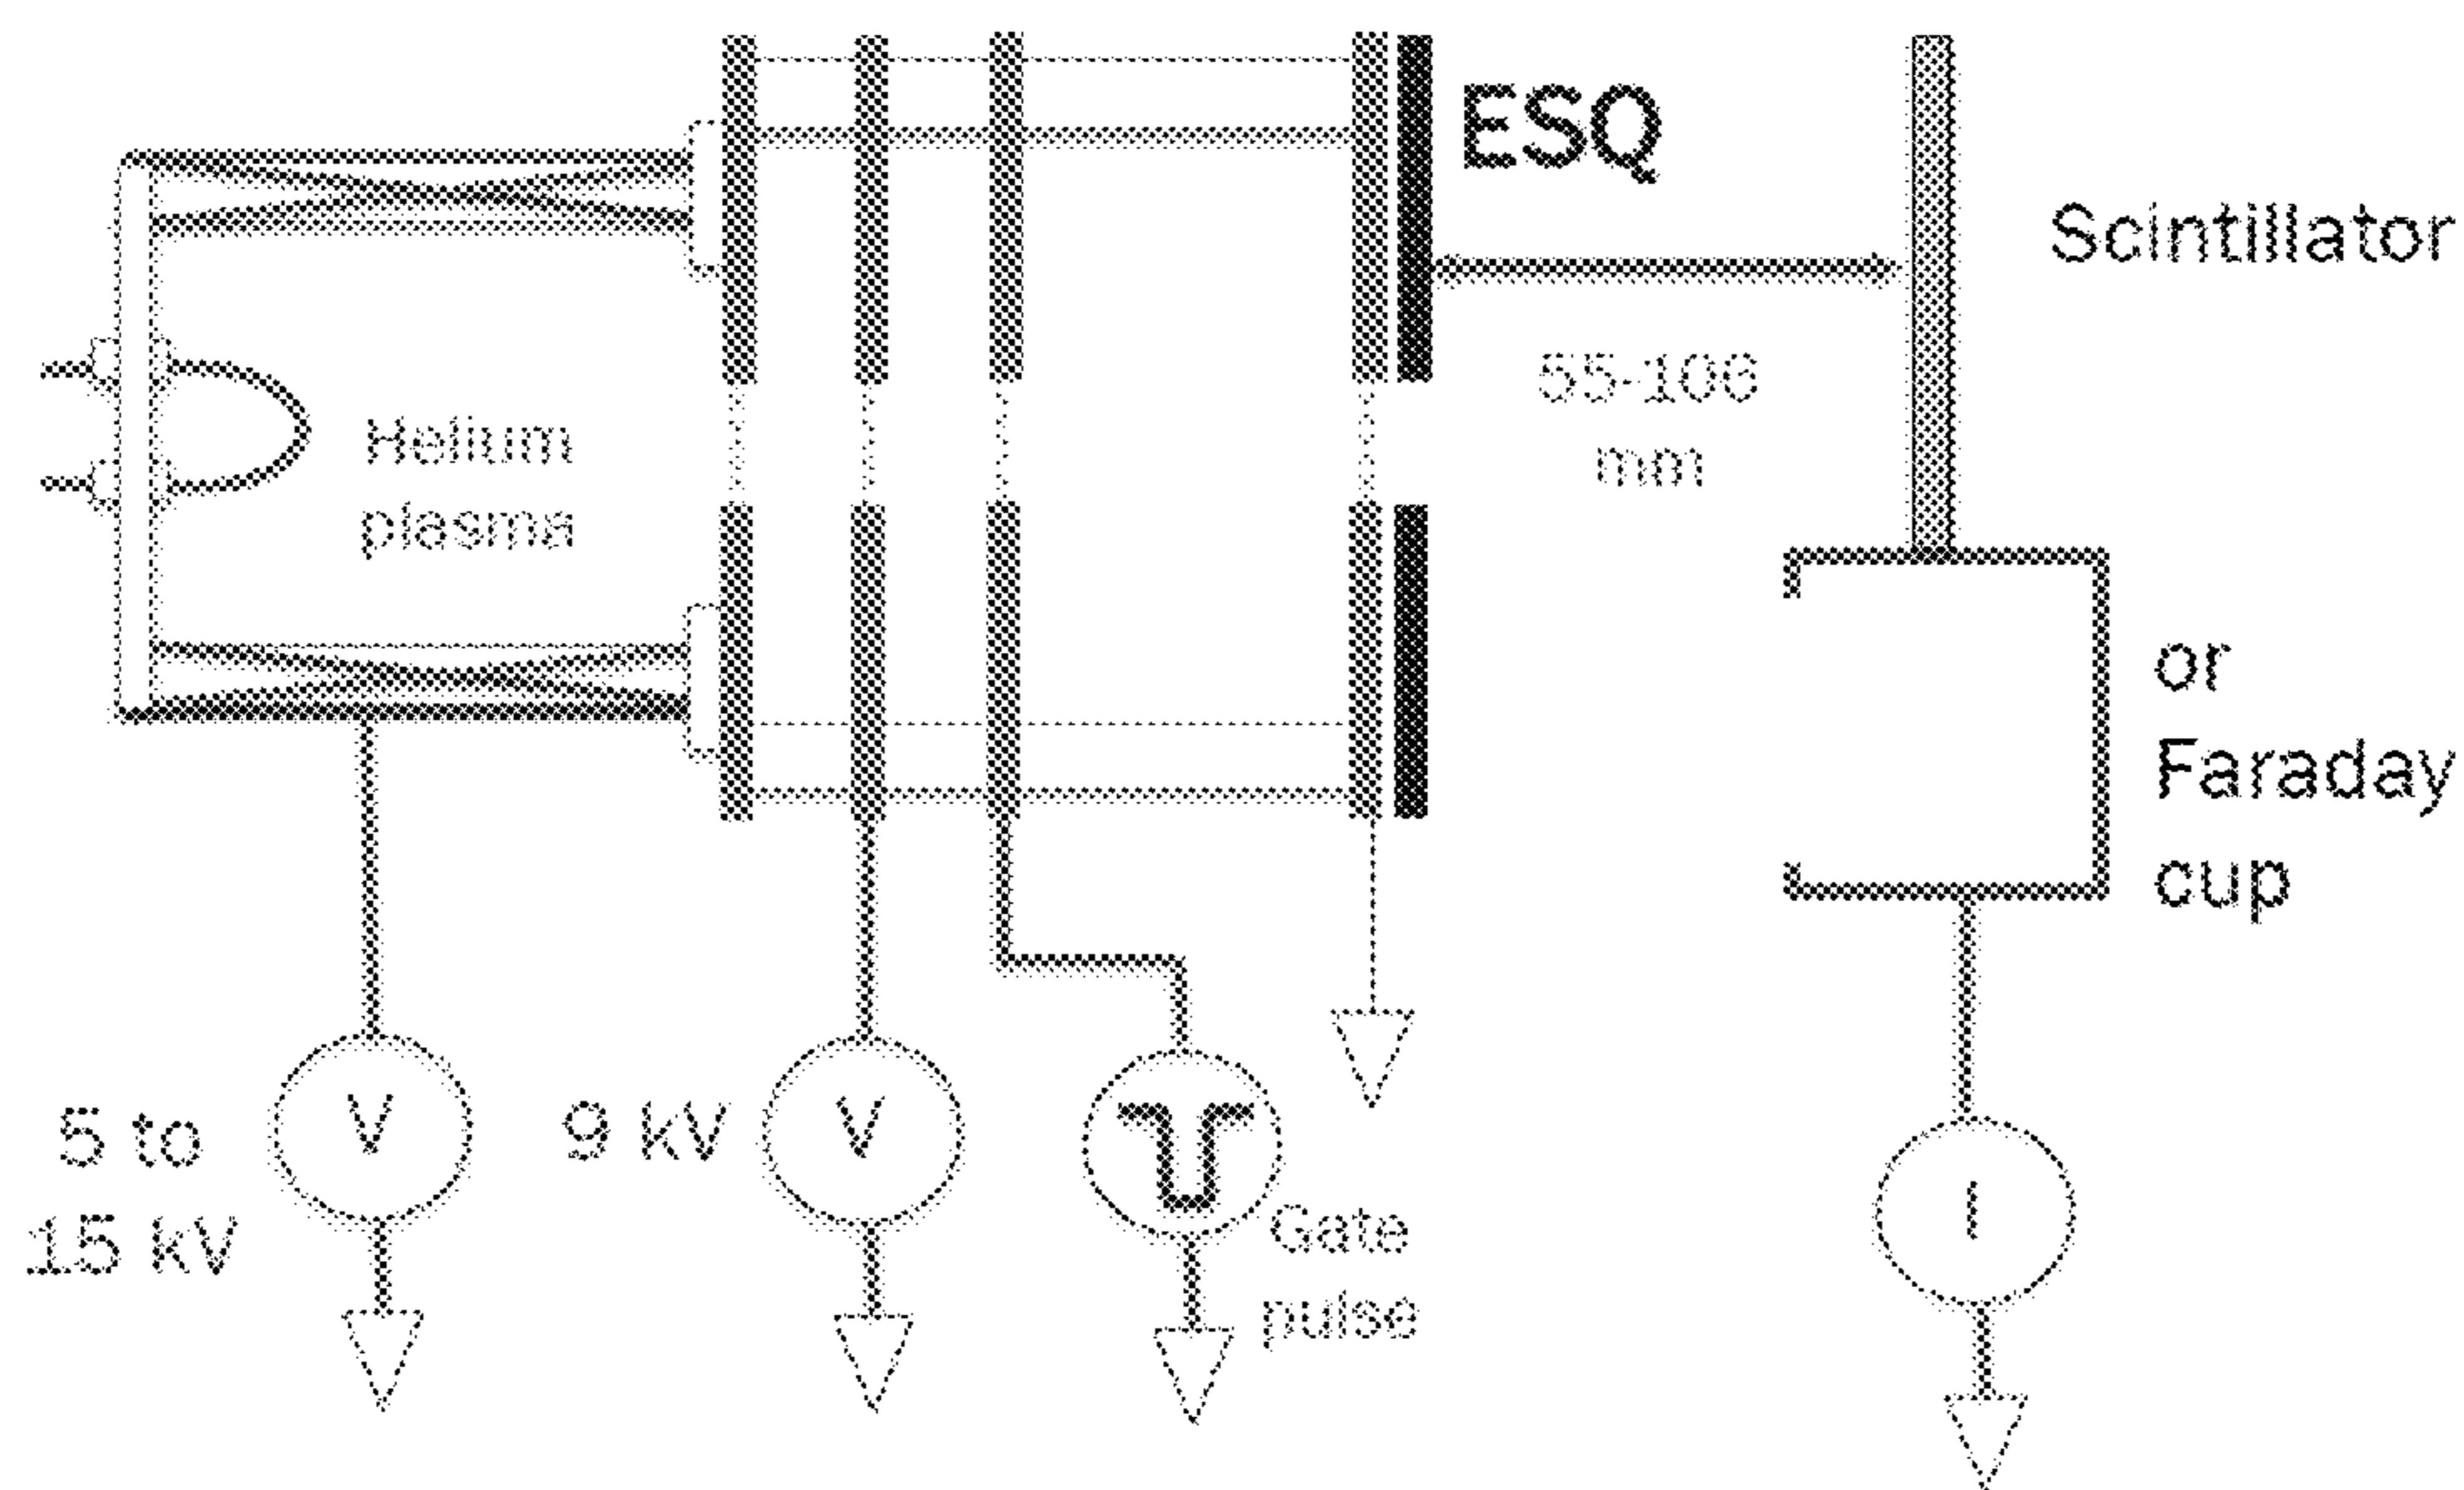 ESQ
Scintillator
55-106
mm
Helium
plasma
or
Faraday
cup
5 to
15 kV
V
9 kV
V
Gate
pulse
I